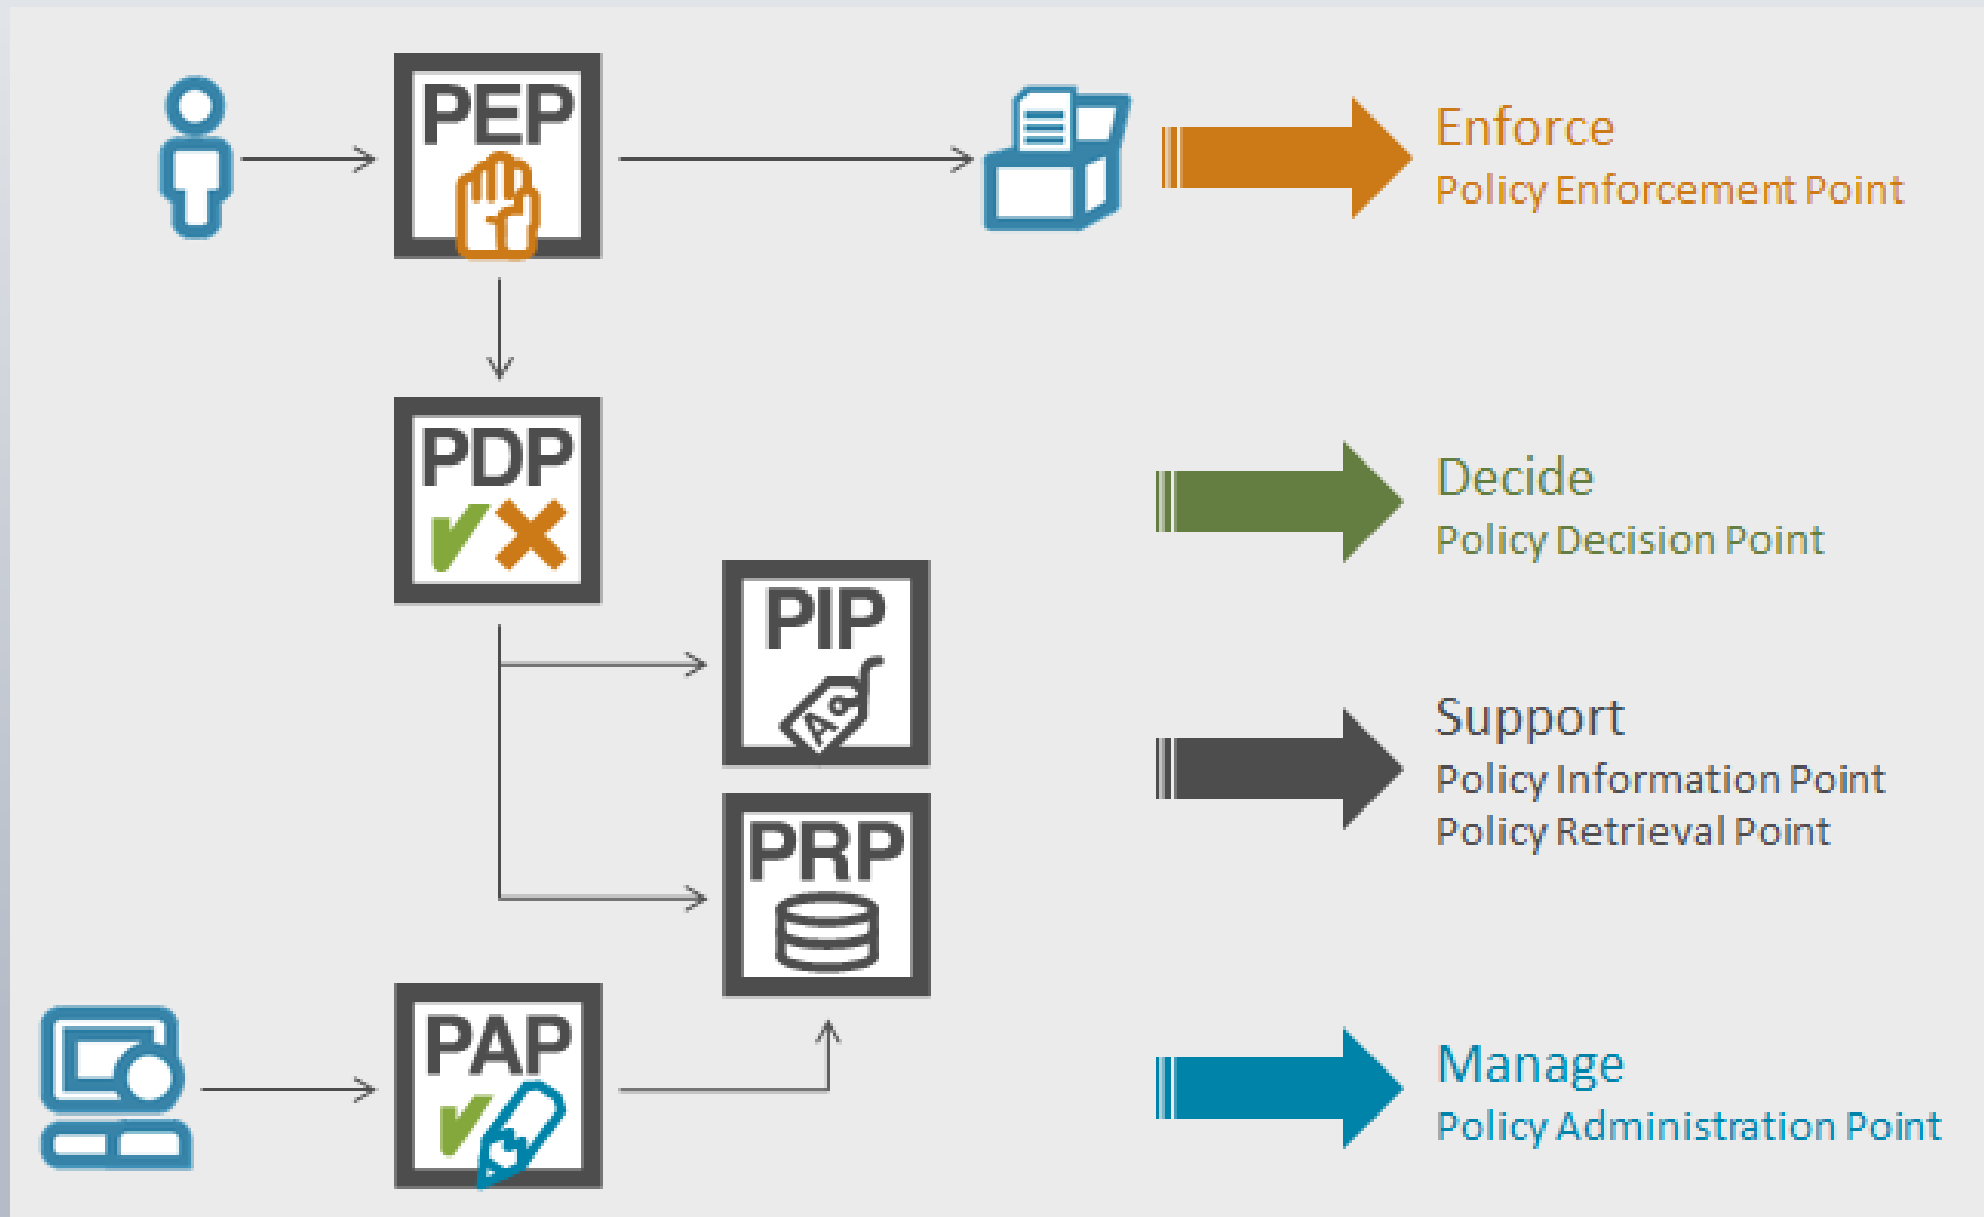 PEP
Enforce
Policy Enforcement Point
PDP
Decide
Policy Decision Point
PIP
A
Support
Policy Information Point
Policy Retrieval Point
PRP
PAP
Manage
Policy Administration Point